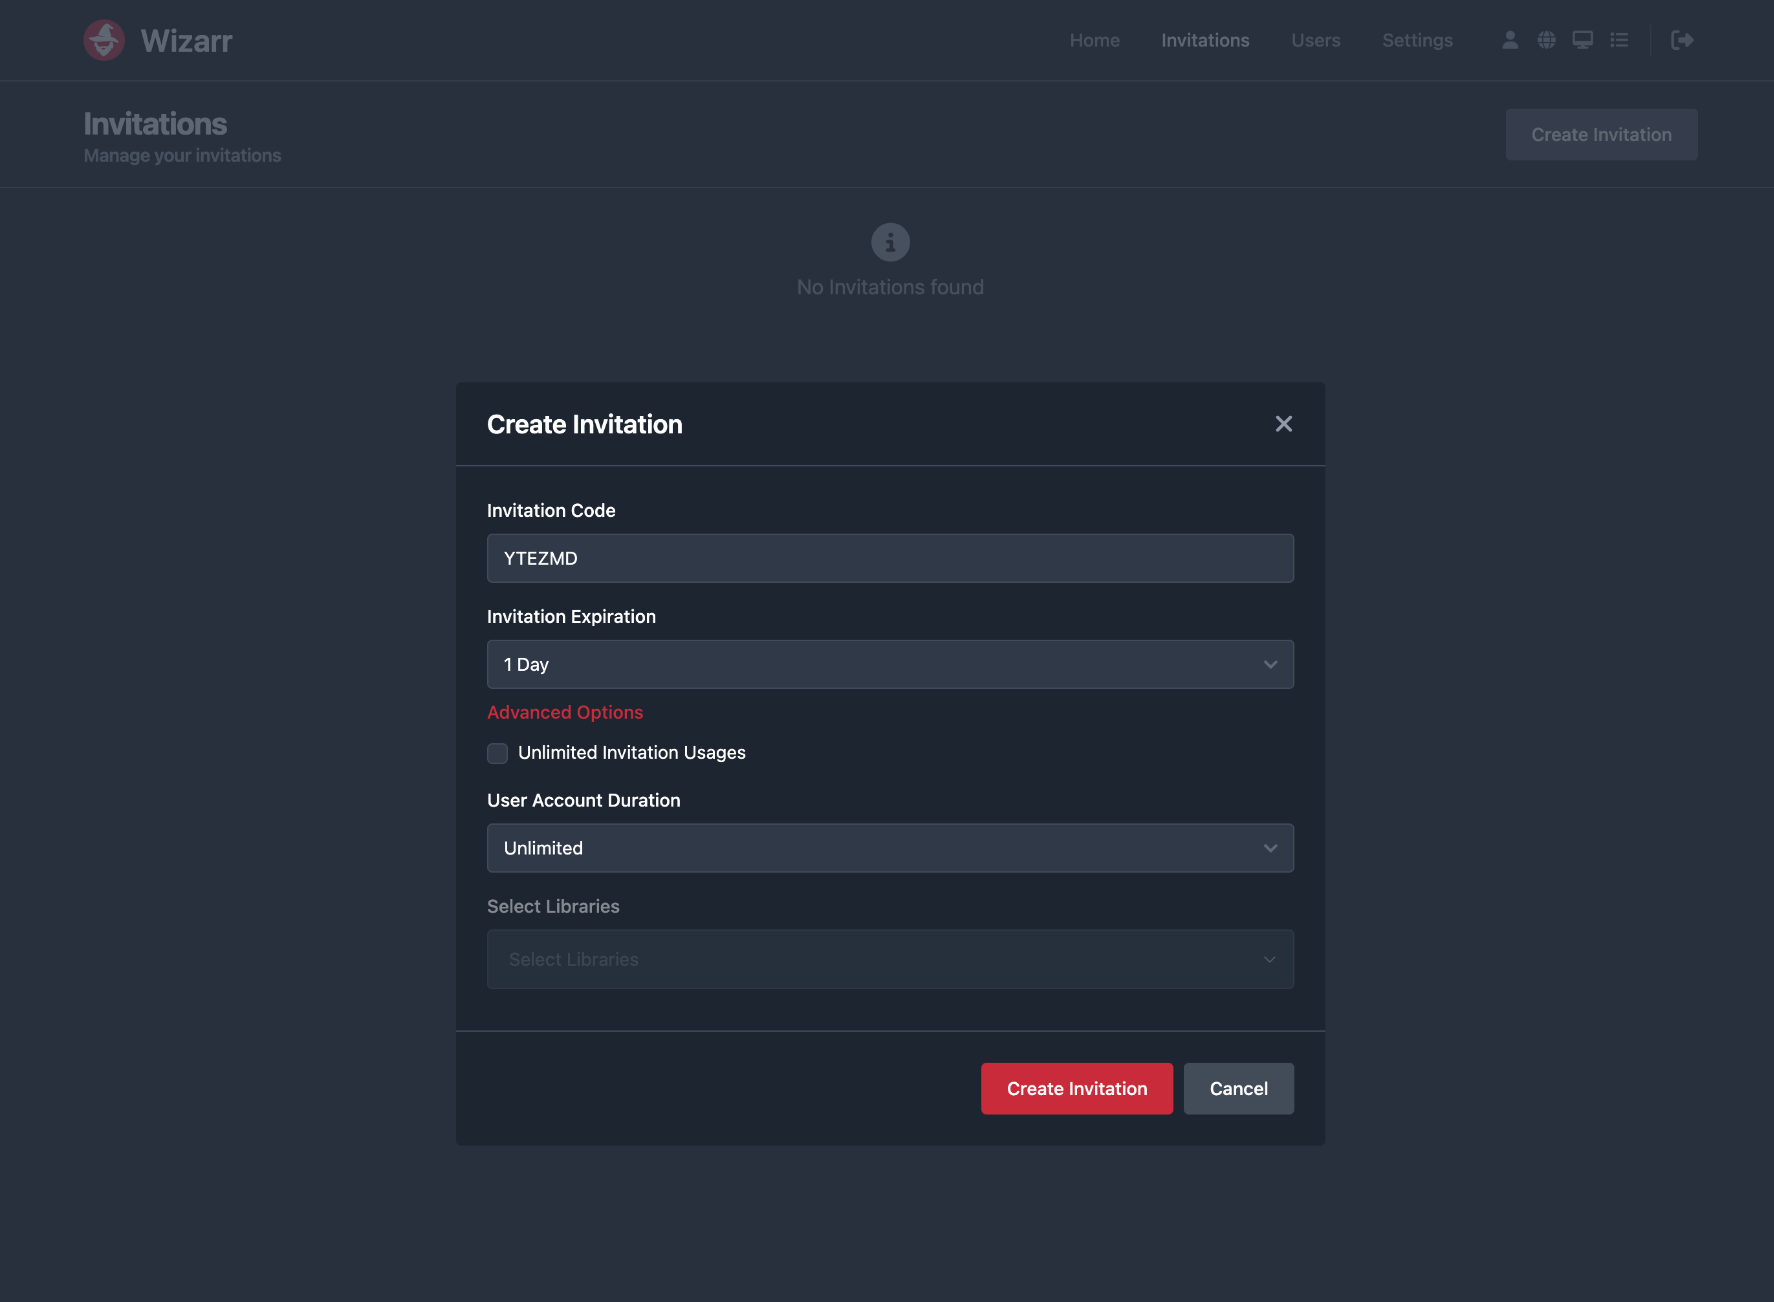 Wizarr
Home Invitations Users Settings
Invitations
Manage your invitations
Create Invitation
No Invitations found
Create Invitation
Invitation Code
YTEZMD
Invitation Expiration
1 Day
Advanced Options
Unlimited Invitation Usages
User Account Duration
Unlimited
Select Libraries
Select Libraries
Create Invitation Cancel